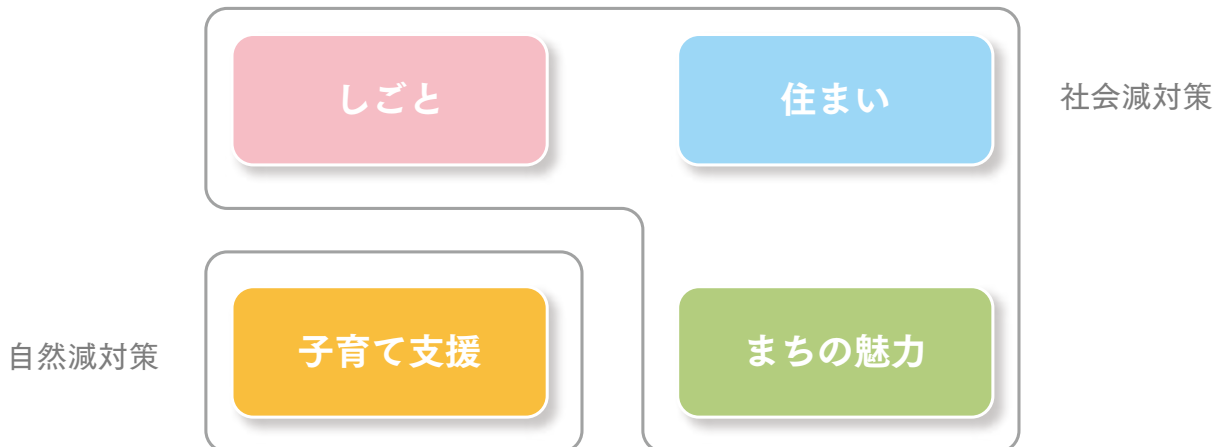 しごと
住まい
社会減対策
自然減対策
子育て支援
まちの魅力